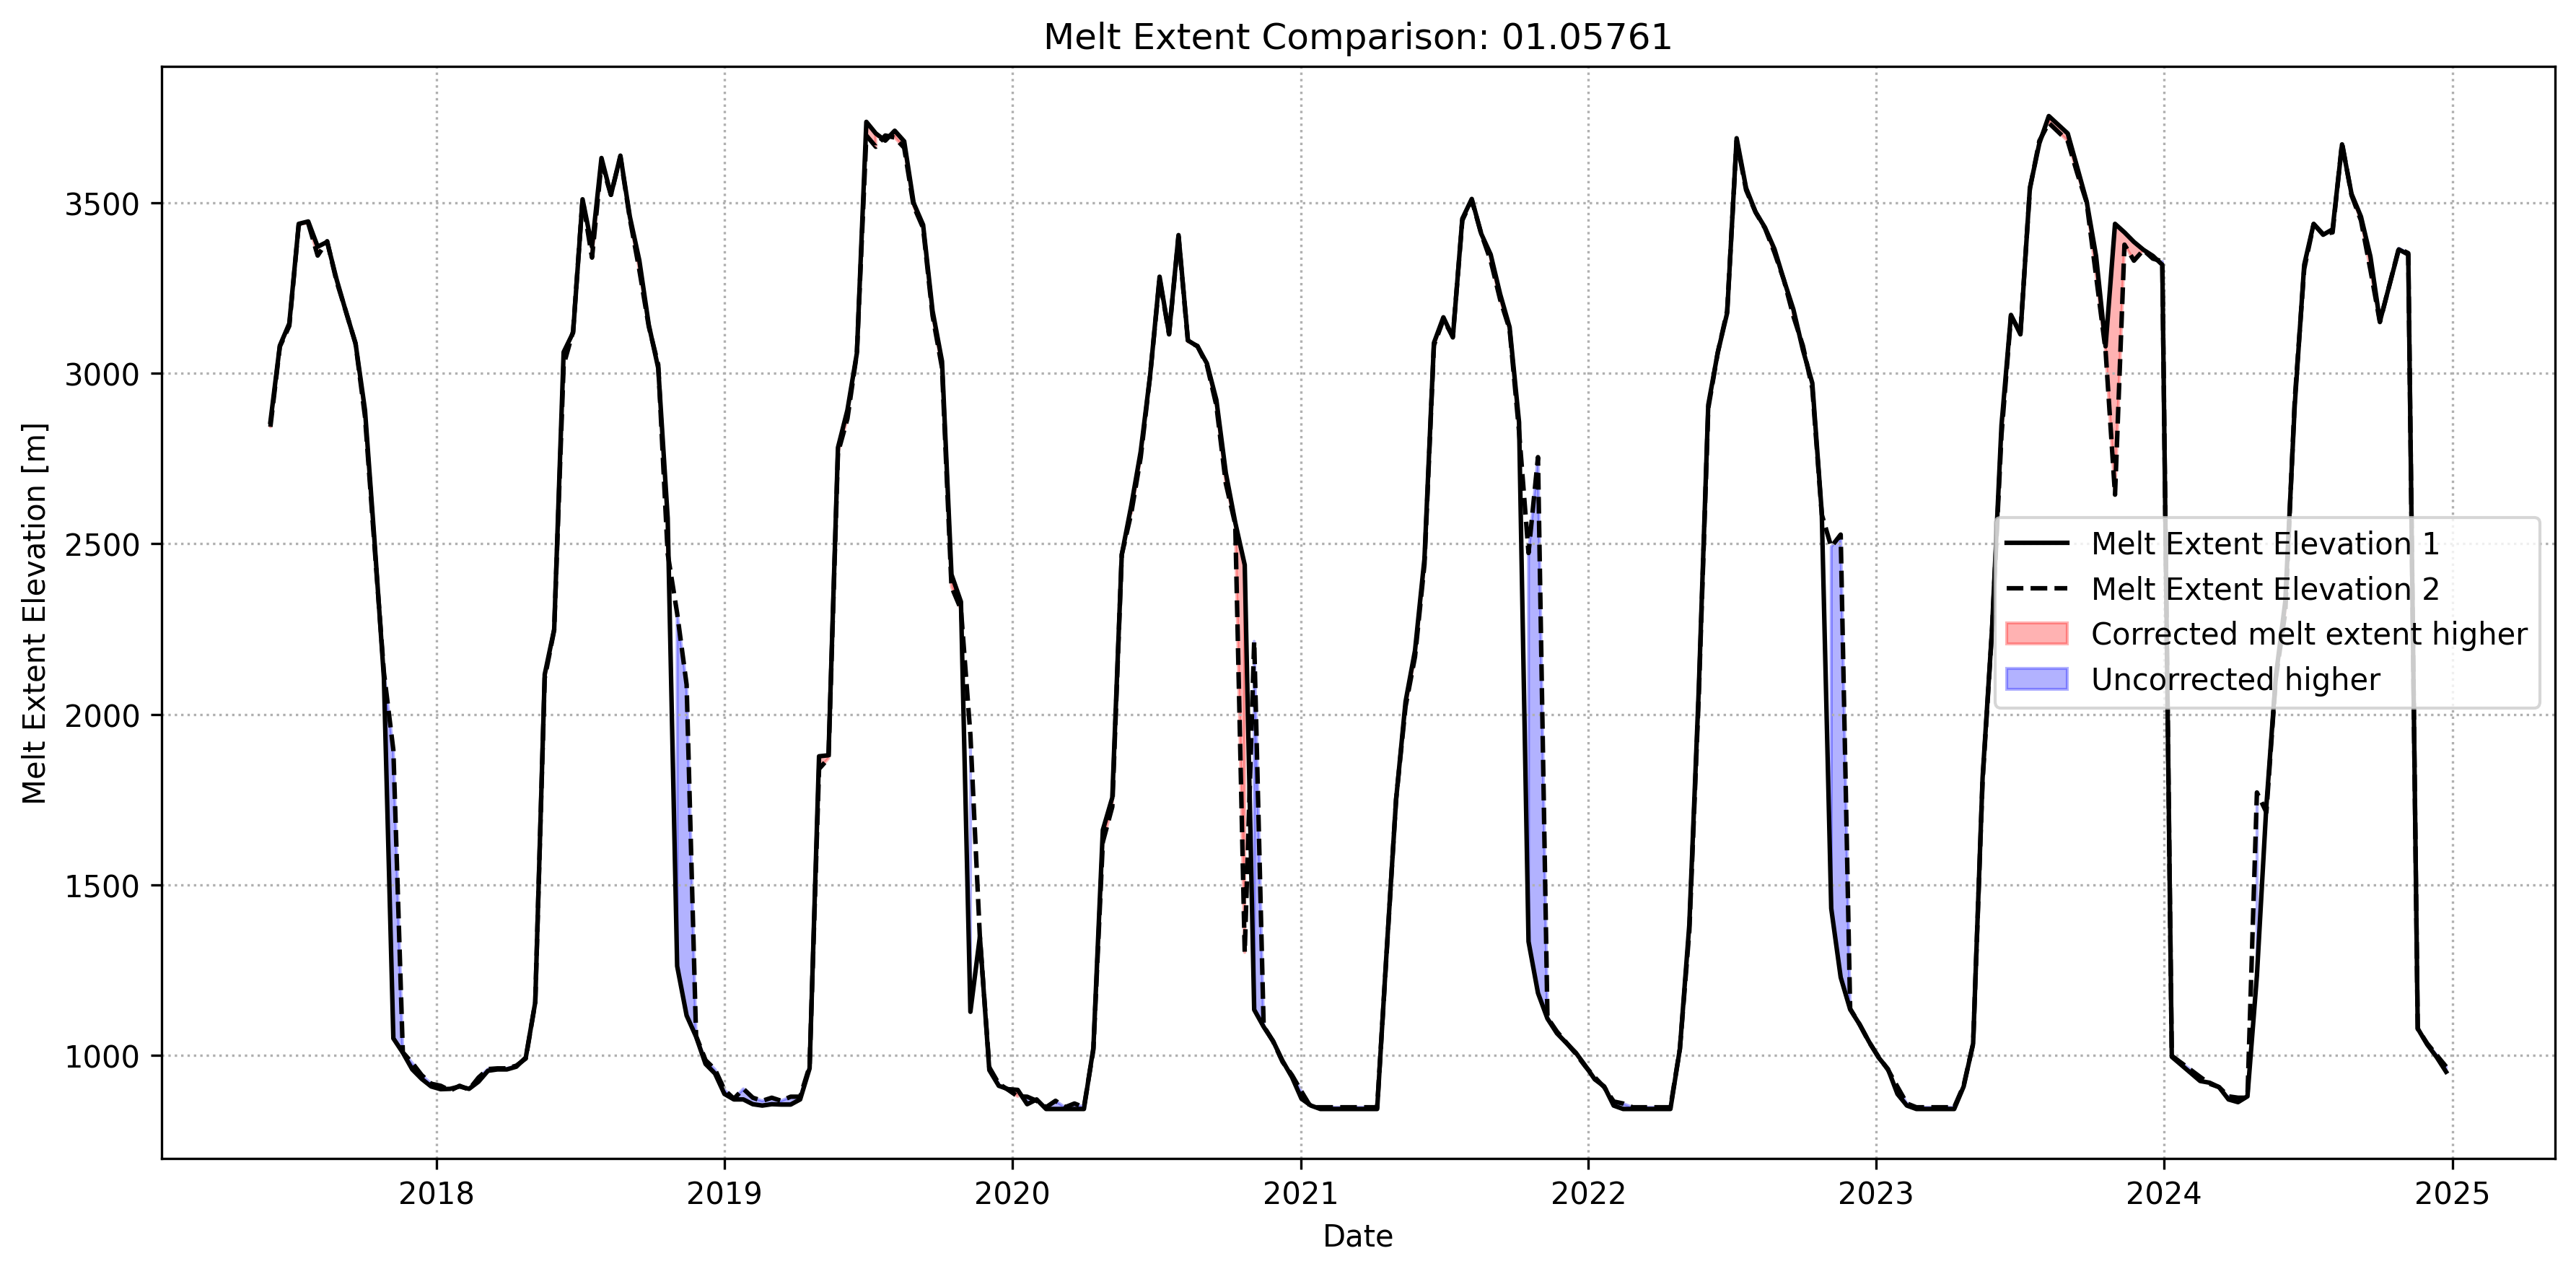 Melt Extent Comparison: 01.05761
Melt Extent Elevation [m]
3500
3000
2500
2000
1500
1000
Melt Extent Elevation 1
Melt Extent Elevation 2
Corrected melt extent higher
Uncorrected higher
2018 2019 2020 2021 2022 2023 2024 2025
Date